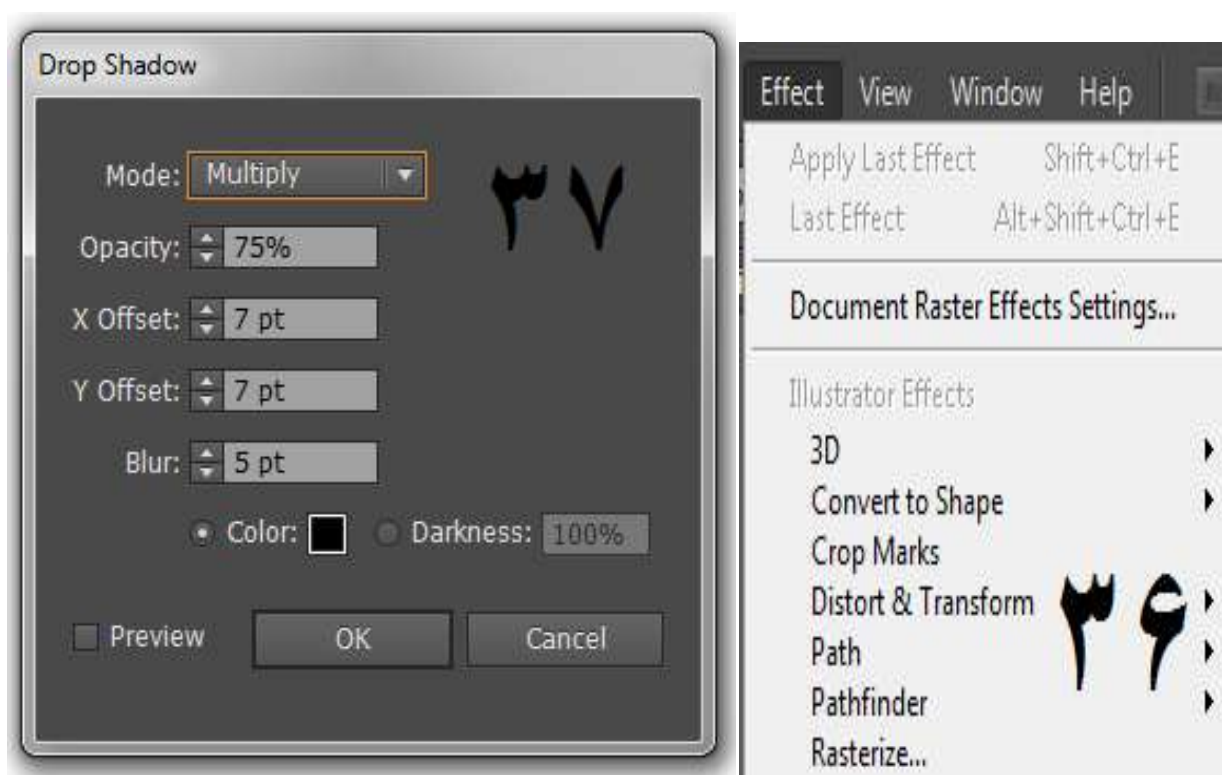 Drop Shadow
Mode: Multiply
۳۷
Opacity: 75%
X Offset: 7 pt
Y Offset: 7 pt
Blur: 5 pt
Color: Darkness: 100%
Preview OK Cancel
Effect View Window Help
Apply Last Effect Shift+Ctrl+E
Last Effect Alt+Shift+Ctrl+E
Document Raster Effects Settings...
Illustrator Effects
3D
Convert to Shape
Crop Marks
Distort & Transform
۳۶
Path
Pathfinder
Rasterize...